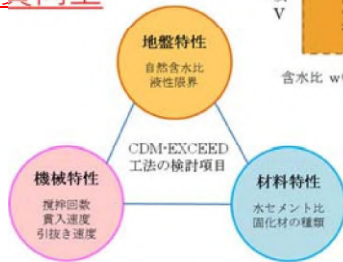 質向上
V
含水比 w
地盤特性
自然含水比
液性限界
CDM-EXCEED
工法の検討項目
機械特性
撹拌回数
貫入速度
引抜き速度
材料特性
水セメント比
固化材の種類